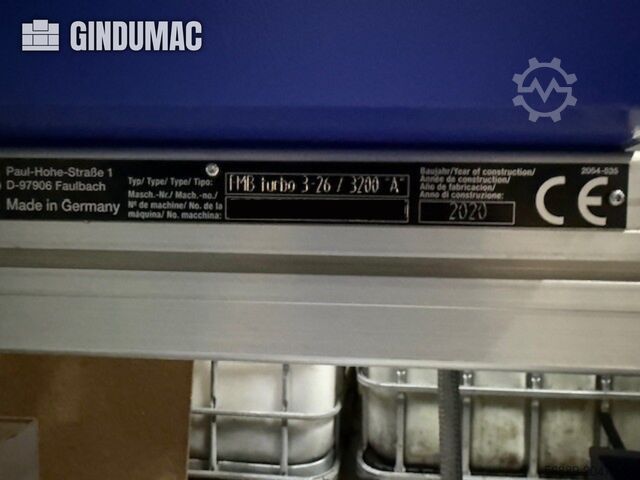 GINDUMAC
Paul-Hohe-Straße 1
D-97906 Faulbach
Made in Germany
Typ/Type/Type/Tipo:
FMB turbo 3-26 / 3200 "A"
Masch.-Nr./Mach.-no./
Nº de machine/No. de la
máquina/No. macchina:
Baujahr/Year of construction/
Année de construction/
Año de fabricacion/
Anno di construzione:
2020
2054-535
CE